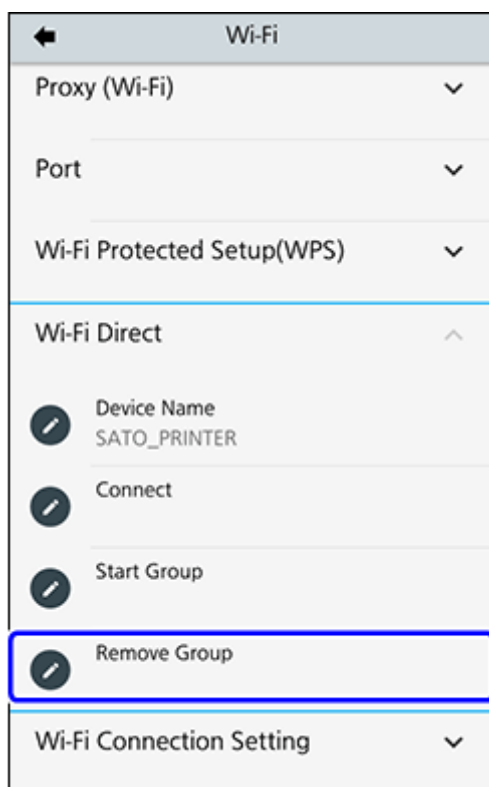 Wi-Fi
Proxy (Wi-Fi)
Port
Wi-Fi Protected Setup(WPS)
Wi-Fi Direct
Device Name
SATO_PRINTER
Connect
Start Group
Remove Group
Wi-Fi Connection Setting